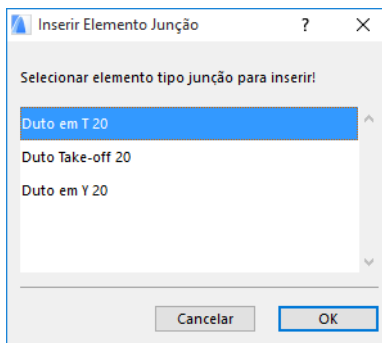 Inserir Elemento Junção
?
Selecionar elemento tipo junção para inserir!
Duto em T 20
Duto Take-off 20
Duto em Y 20
Cancelar
OK